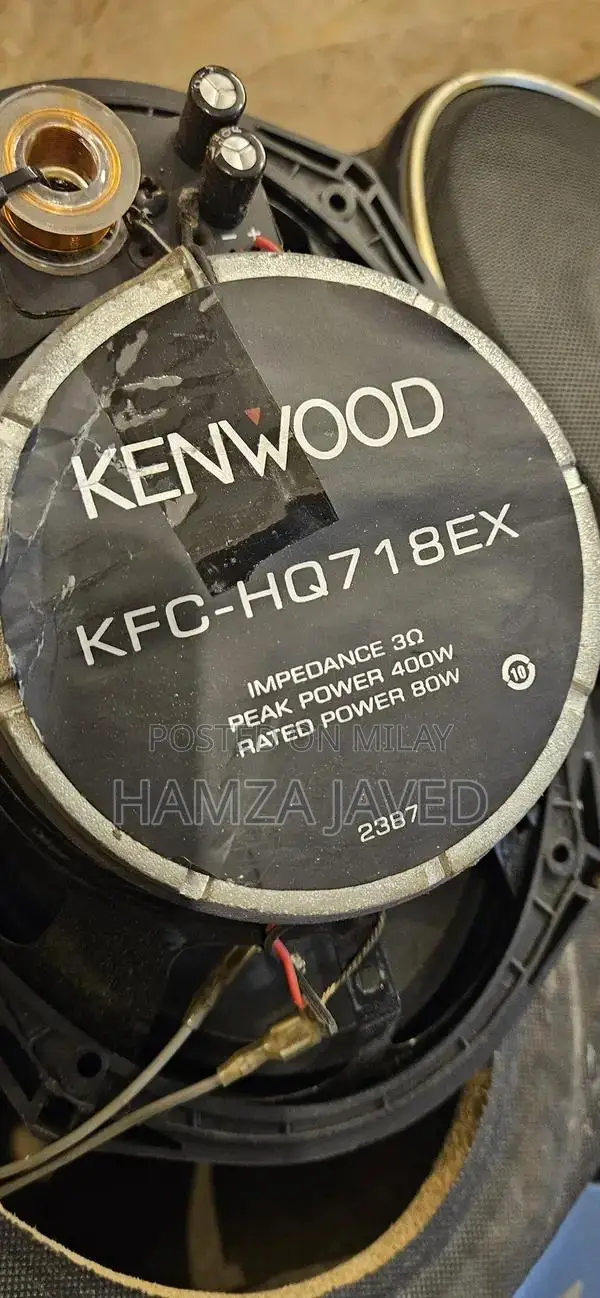 - +
KENWOOD
KFC-HQ718EX
IMPEDANCE 3Ω
PEAK POWER 400W
RATED POWER 80W
10
POSTED ON MILAY
HAMZA JAVED
2387